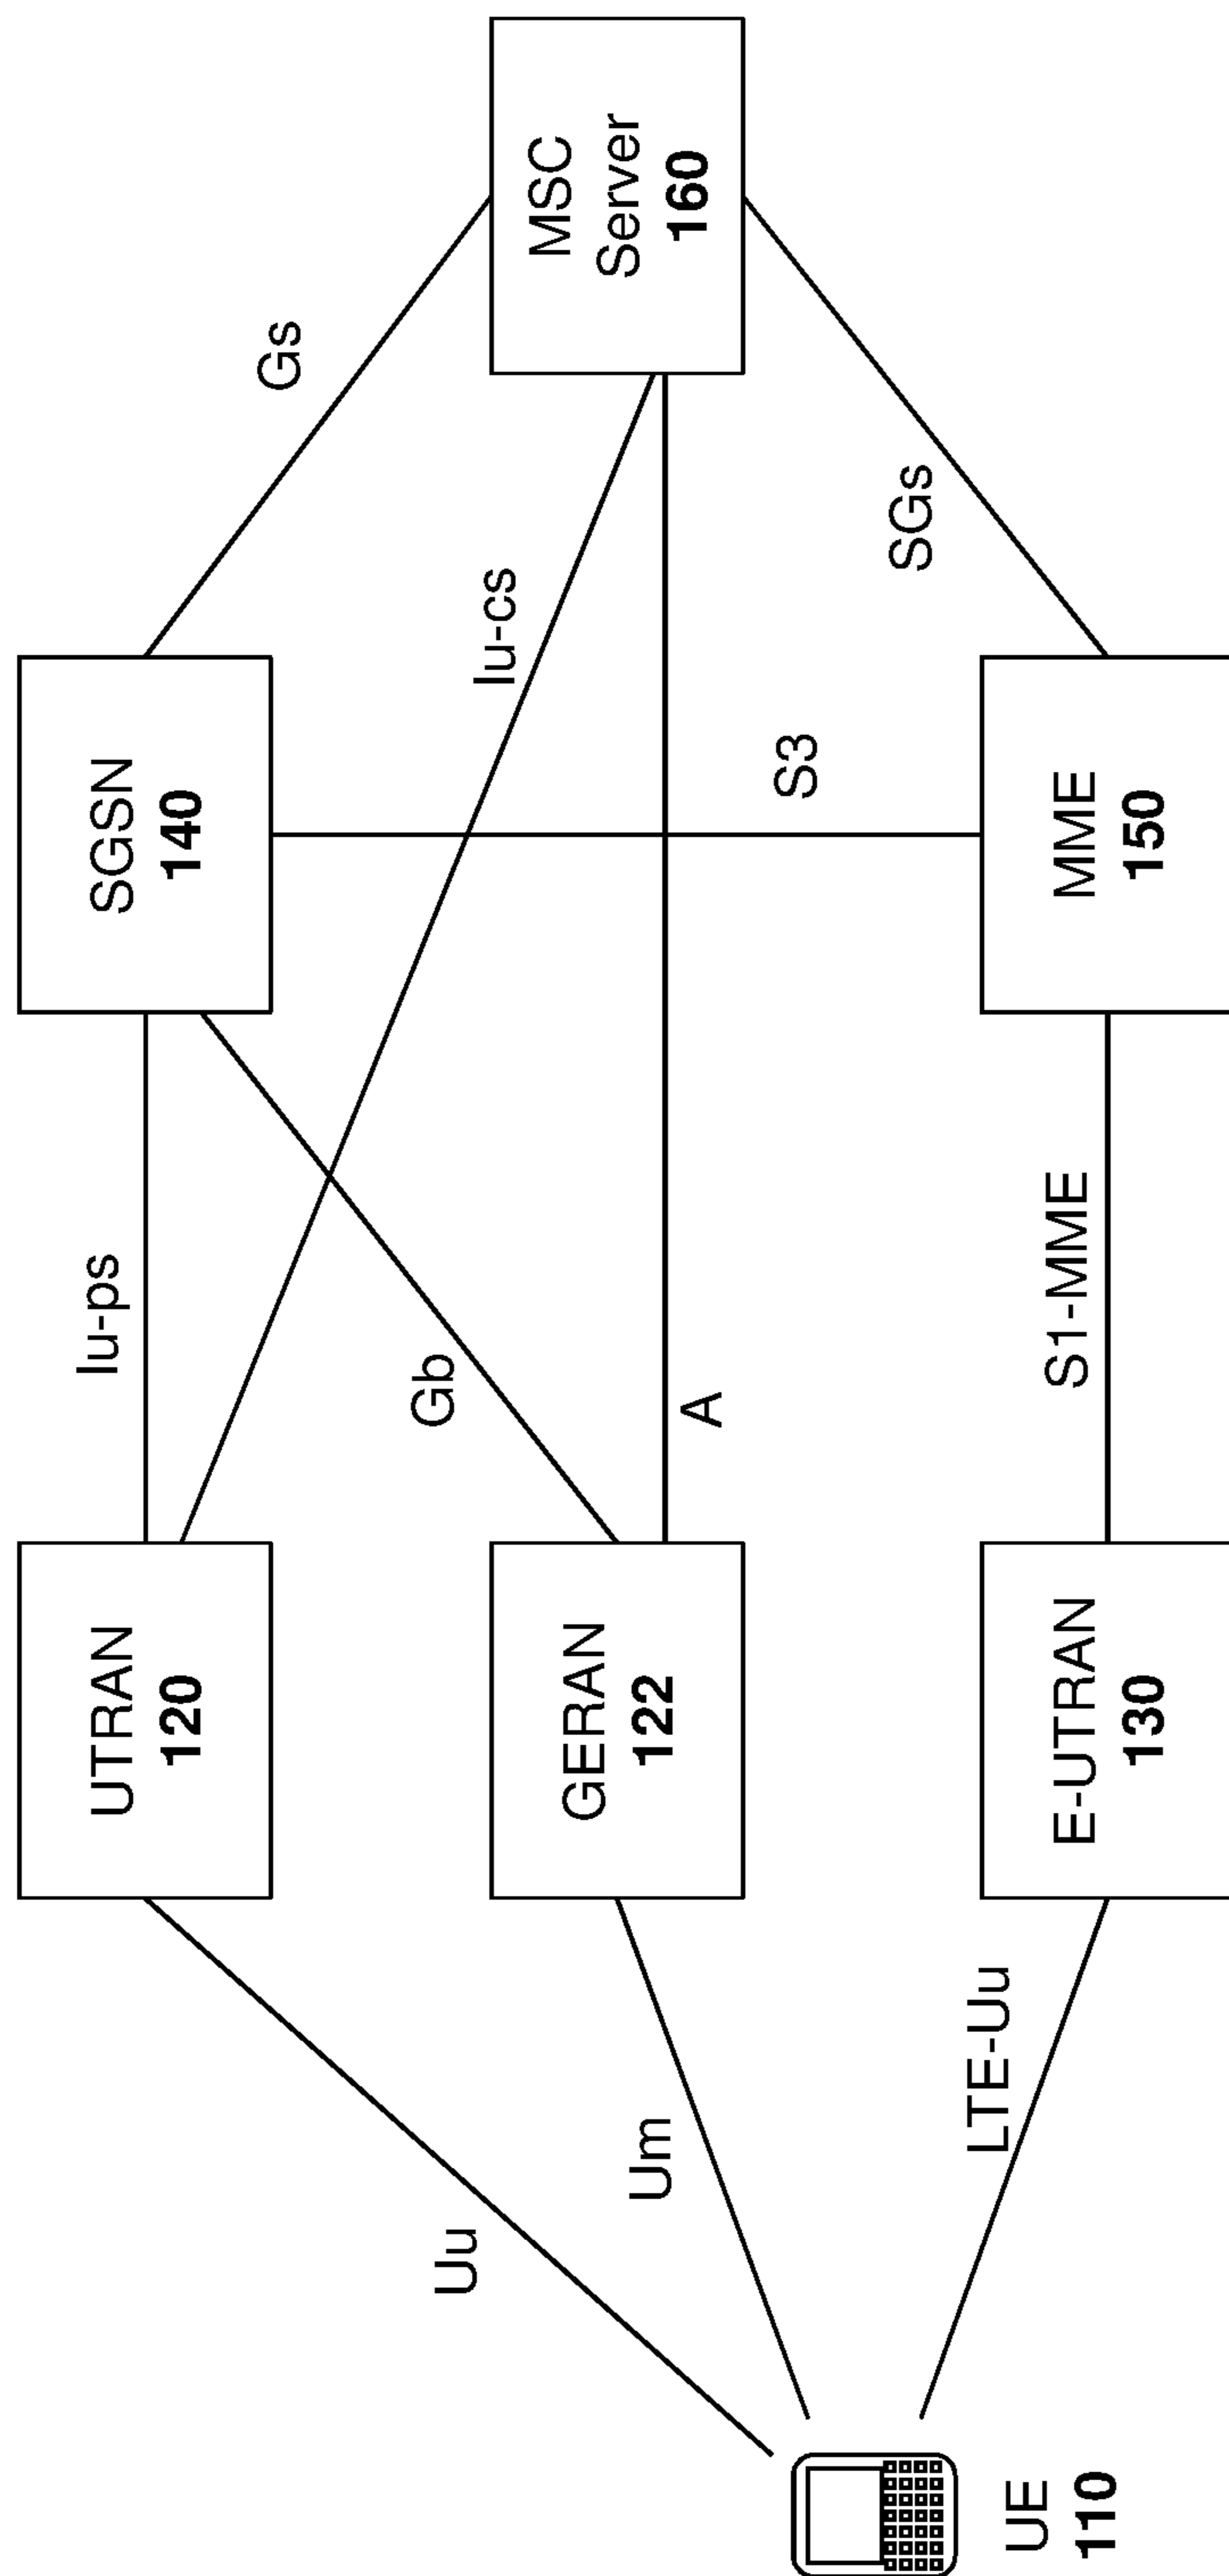 UTRAN
120
Iu-ps
SGSN
140
Gs
Uu
Gb
Iu-cs
Um
GERAN
122
A
MSC
Server
160
S3
SGs
LTE-Uu
UE
110
E-UTRAN
130
S1-MME
MME
150